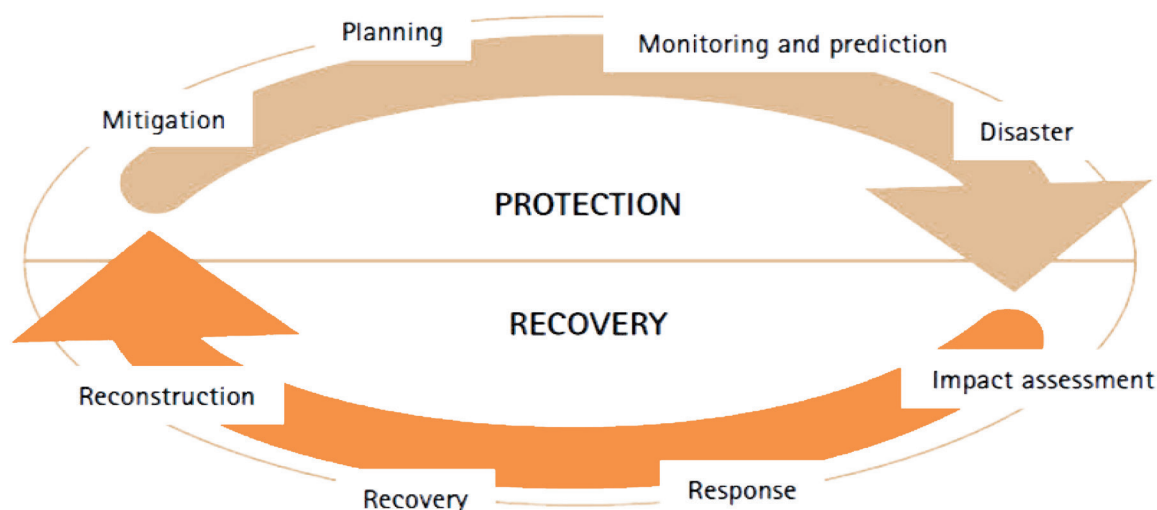 Planning
Monitoring and prediction
Mitigation
Disaster
PROTECTION
RECOVERY
Impact assessment
Reconstruction
Response
Recovery